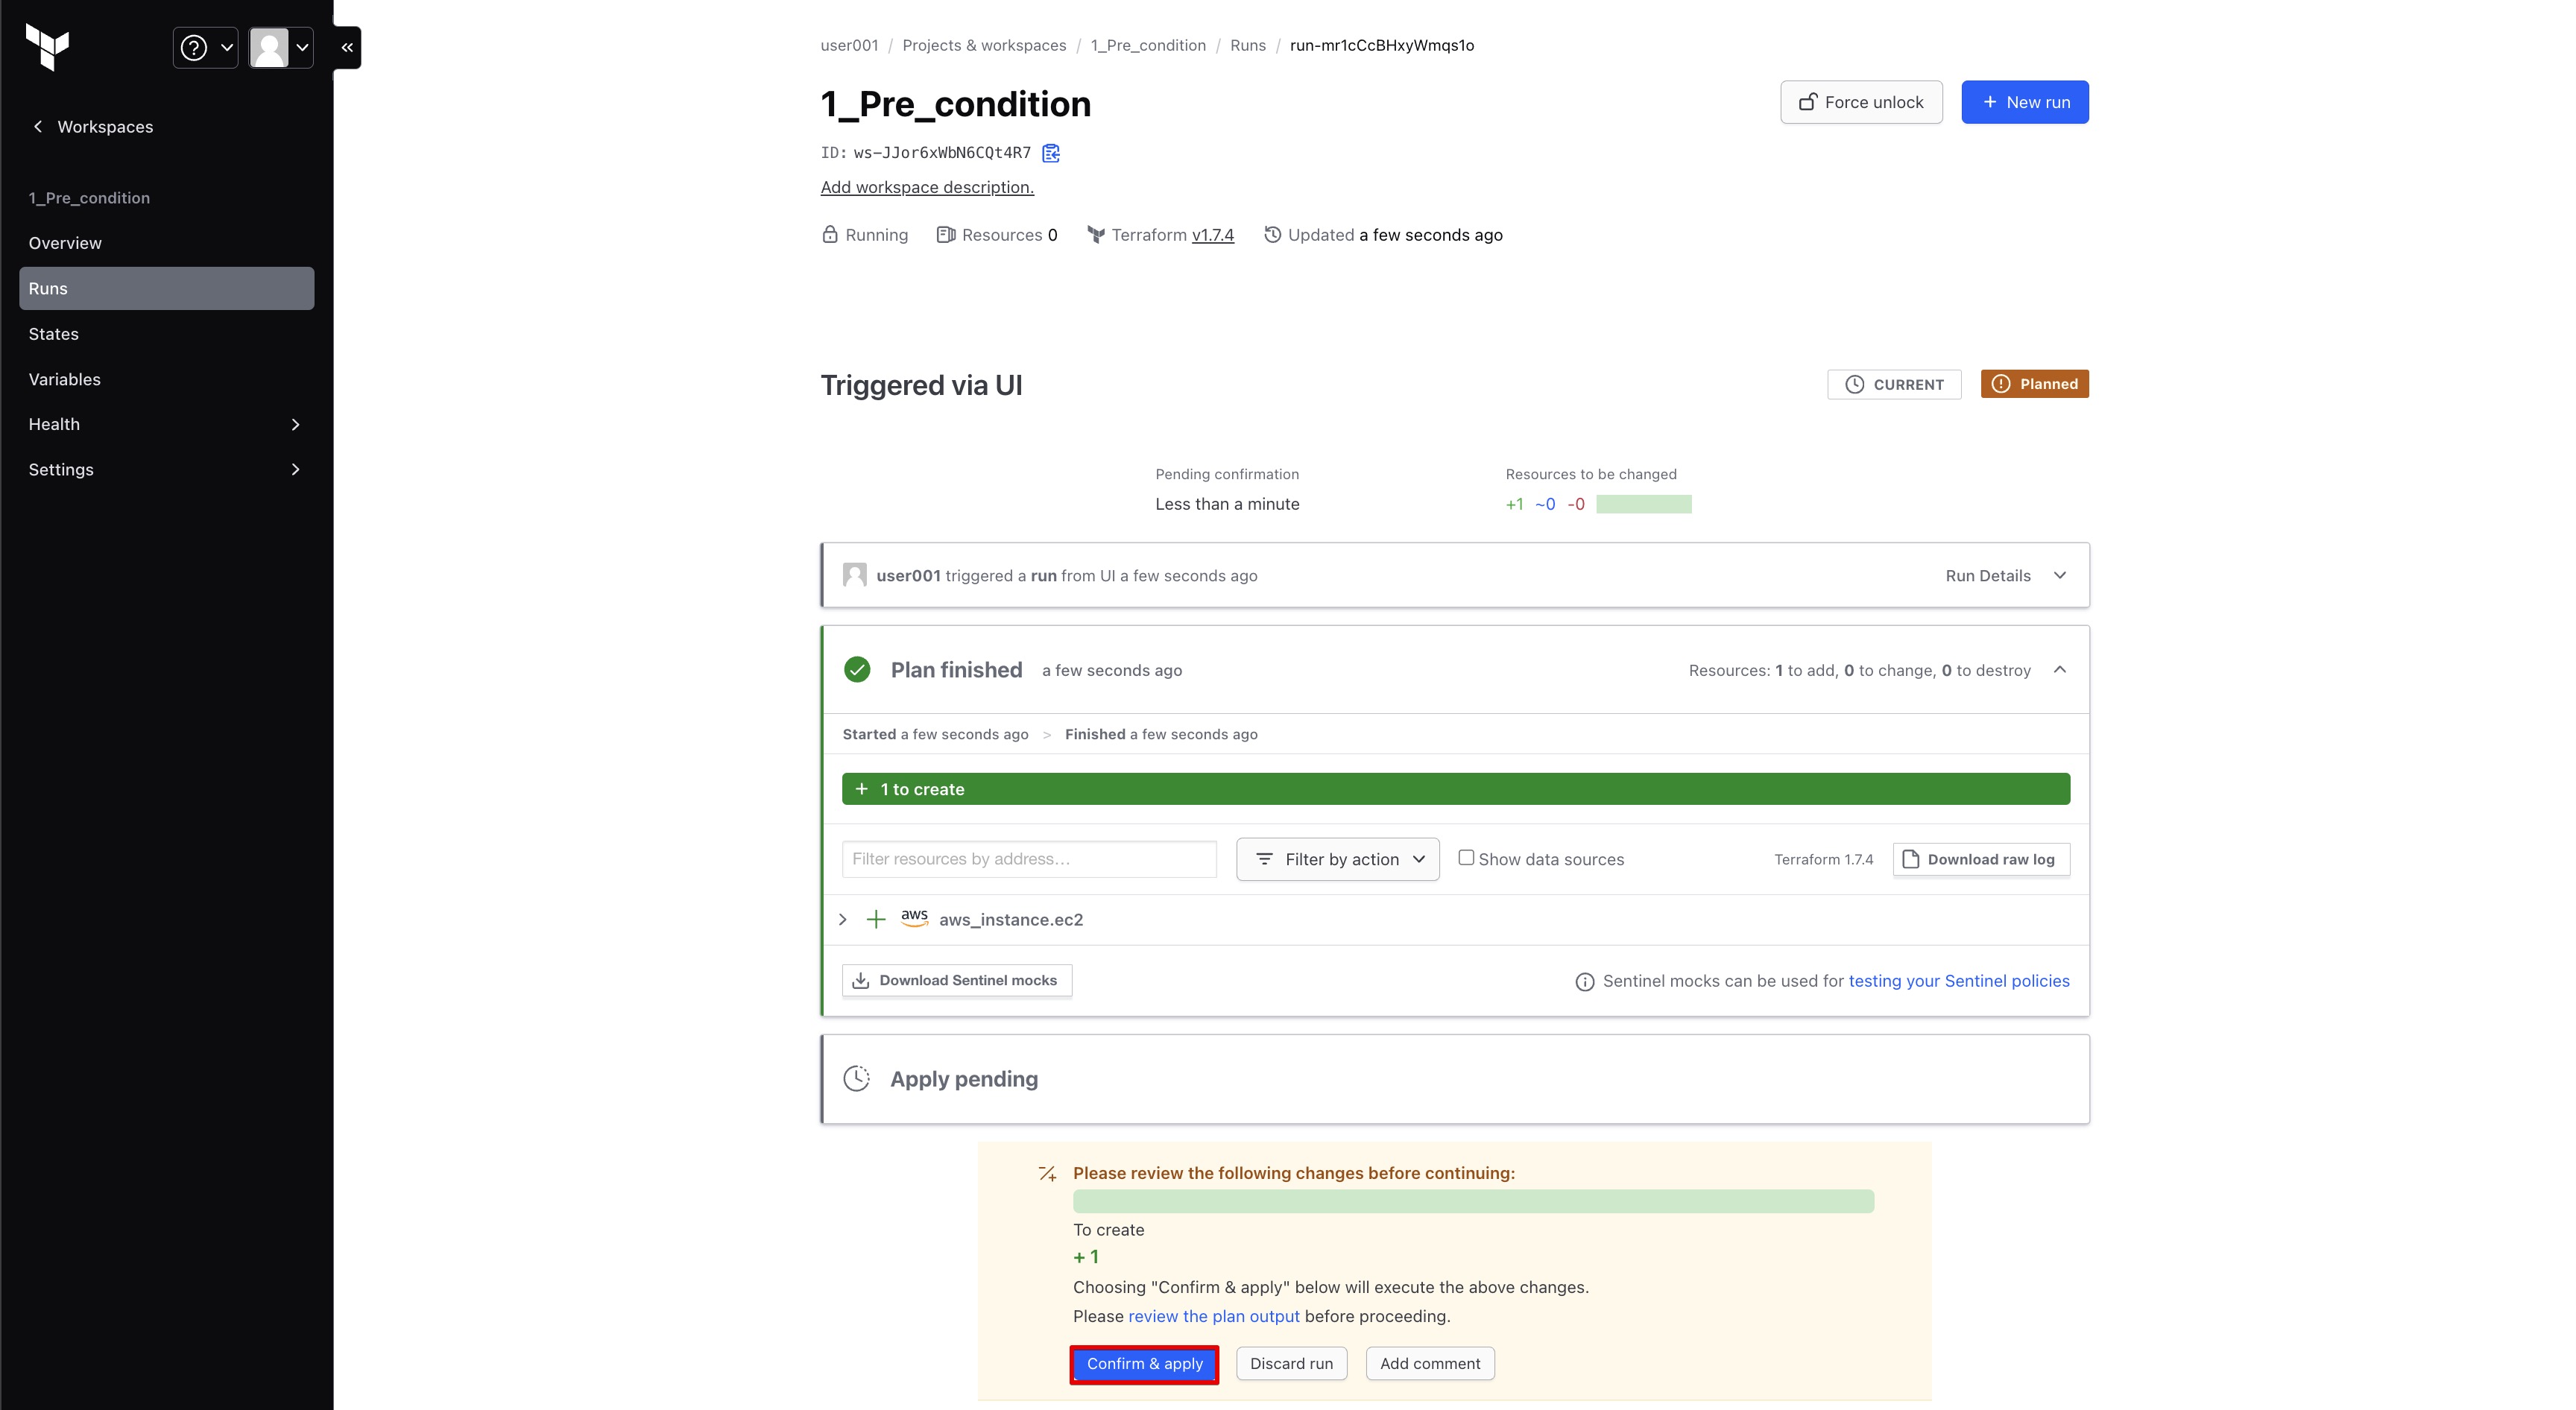 user001 / Projects & workspaces / 1_Pre_condition / Runs / run-mr1cCcBHxyWmqs1o
Workspaces
1_Pre_condition
Overview
Runs
States
Variables
Health
Settings
1_Pre_condition
Force unlock
+ New run
ID: ws-JJor6xWbN6CQt4R7
Add workspace description.
Running Resources 0 Terraform v1.7.4 Updated a few seconds ago
Triggered via UI
CURRENT
Planned
Pending confirmation
Less than a minute
Resources to be changed
+1 ~0 -0
user001 triggered a run from UI a few seconds ago
Run Details
Plan finished a few seconds ago
Resources: 1 to add, 0 to change, 0 to destroy
Started a few seconds ago > Finished a few seconds ago
+ 1 to create
Filter resources by address...
Filter by action
Show data sources
Terraform 1.7.4
Download raw log
+ aws aws_instance.ec2
Download Sentinel mocks
Sentinel mocks can be used for testing your Sentinel policies
Apply pending
Please review the following changes before continuing:
To create
+ 1
Choosing "Confirm & apply" below will execute the above changes.
Please review the plan output before proceeding.
Confirm & apply
Discard run
Add comment